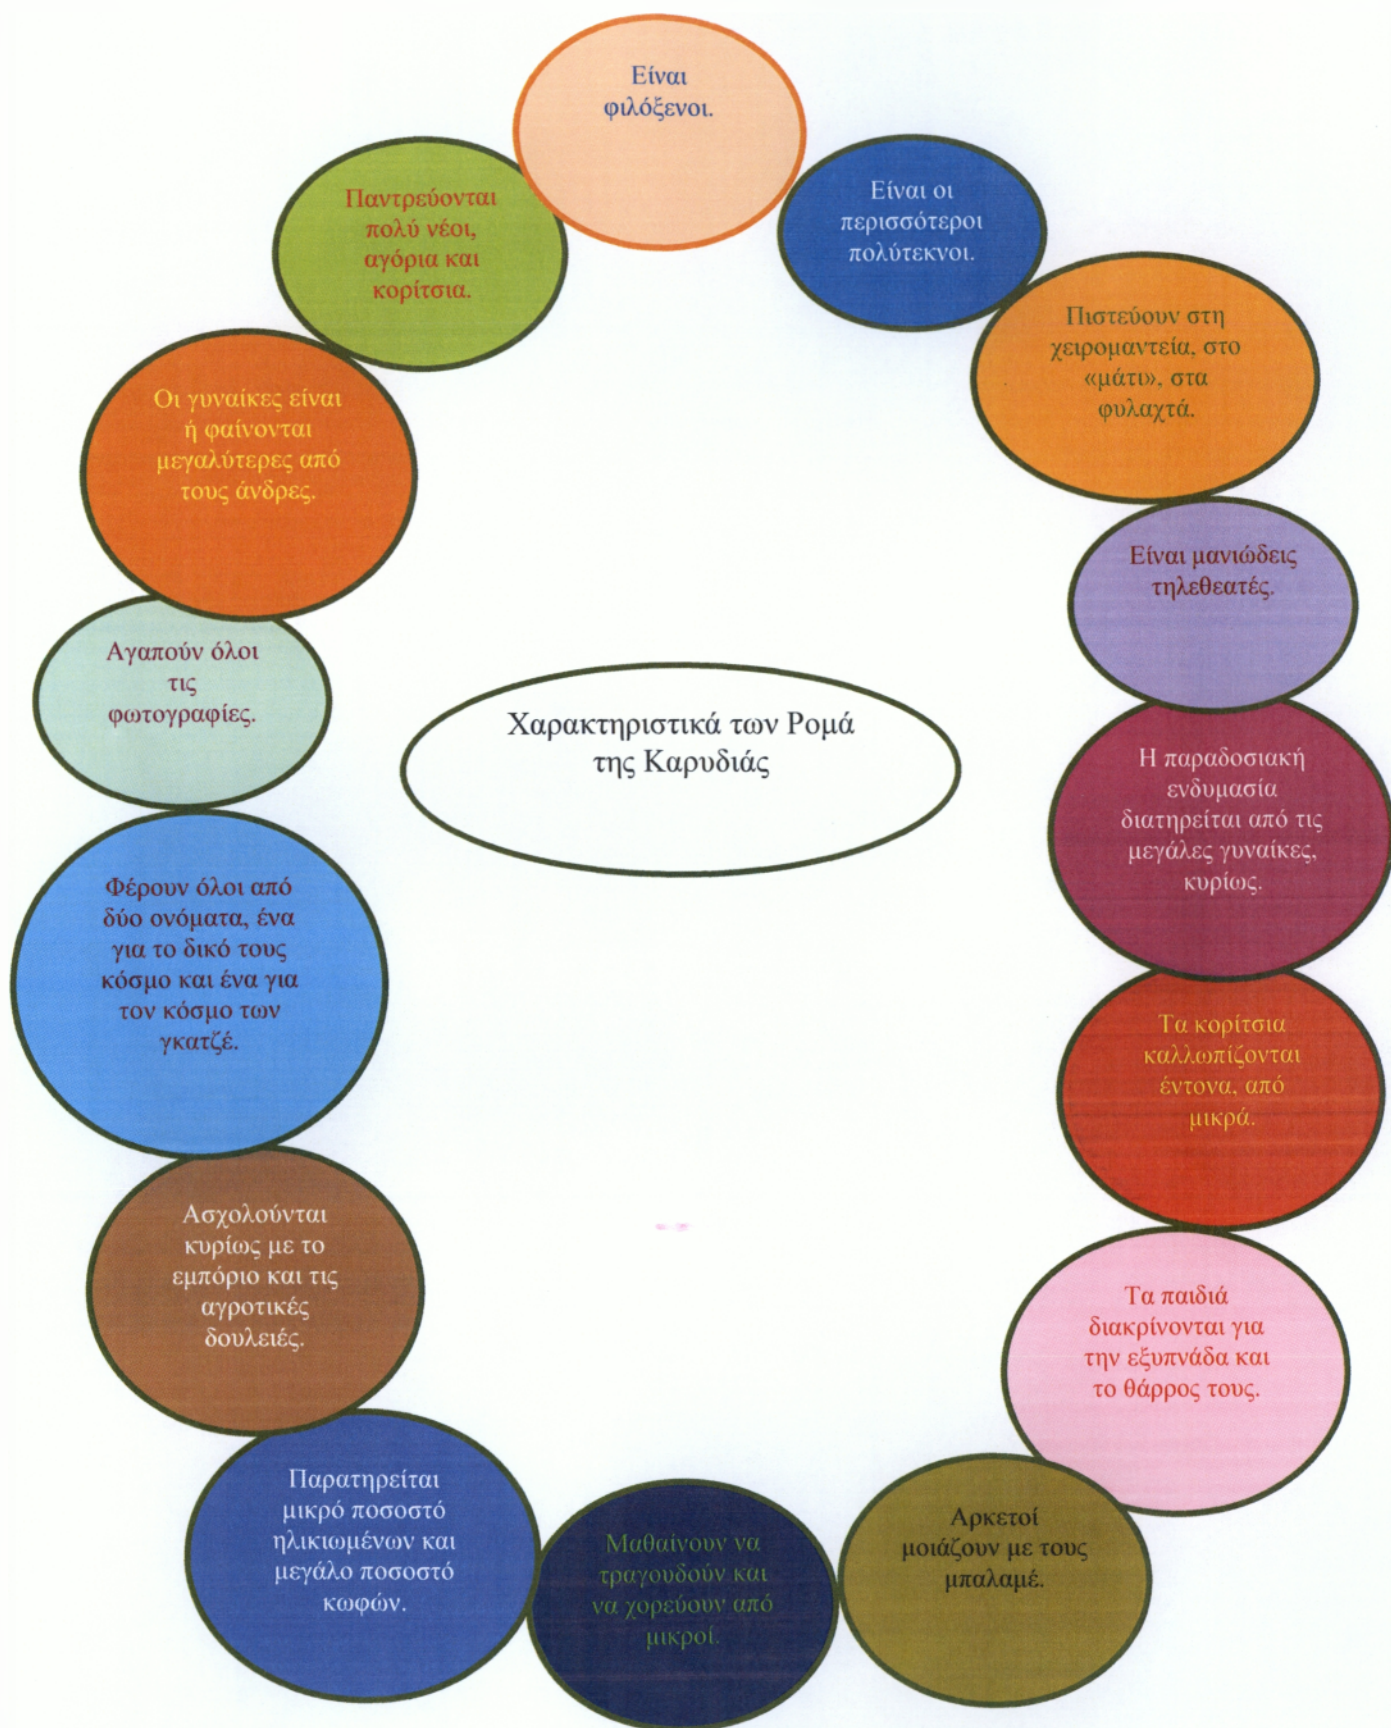 Είναι
φιλόξενοι.
Είναι οι
περισσότεροι
πολύτεκνοι.
Πιστεύουν στη
χειρομαντεία, στο
«μάτι», στα
φυλαχτά.
Είναι μανιώδεις
τηλεθεατές.
Η παραδοσιακή
ενδυμασία
διατηρείται από τις
μεγάλες γυναίκες,
κυρίως.
Τα κορίτσια
καλλωπίζονται
έντονα, από
μικρά.
Τα παιδιά
διακρίνονται για
την εξυπνάδα και
το θάρρος τους.
Αρκετοί
μοιάζουν με τους
μπαλαμέ.
Μαθαίνουν να
τραγουδούν και
να χορεύουν από
μικροί.
Παρατηρείται
μικρό ποσοστό
ηλικιωμένων και
μεγάλο ποσοστό
κωφών.
Ασχολούνται
κυρίως με το
εμπόριο και τις
αγροτικές
δουλειές.
Φέρουν όλοι από
δύο ονόματα, ένα
για το δικό τους
κόσμο και ένα για
τον κόσμο των
γκατζέ.
Αγαπούν όλοι
τις
φωτογραφίες.
Οι γυναίκες είναι
ή φαίνονται
μεγαλύτερες από
τους άνδρες.
Παντρεύονται
πολύ νέοι,
αγόρια και
κορίτσια.
Χαρακτηριστικά των Ρομά
της Καρυδιάς